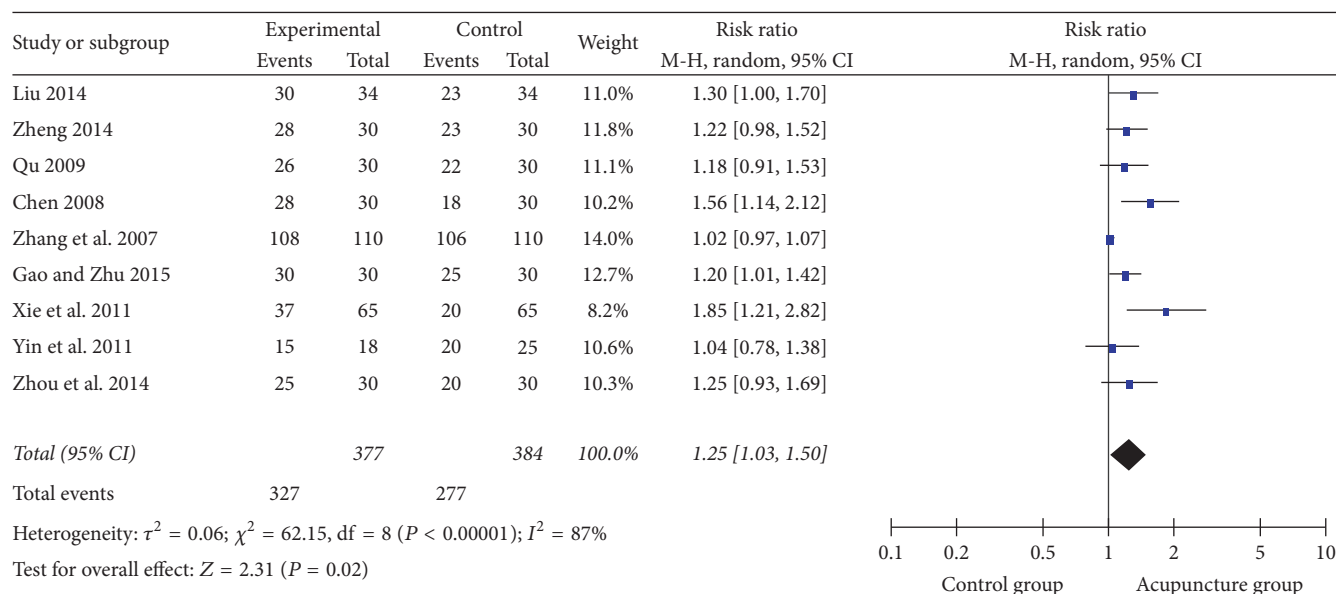 Study or subgroup Experimental Control Weight Risk ratio Risk ratio
Events Total Events Total M-H, random, 95% CI M-H, random, 95% CI
Liu 2014 30 34 23 34 11.0% 1.30 [1.00, 1.70]
Zheng 2014 28 30 23 30 11.8% 1.22 [0.98, 1.52]
Qu 2009 26 30 22 30 11.1% 1.18 [0.91, 1.53]
Chen 2008 28 30 18 30 10.2% 1.56 [1.14, 2.12]
Zhang et al. 2007 108 110 106 110 14.0% 1.02 [0.97, 1.07]
Gao and Zhu 2015 30 30 25 30 12.7% 1.20 [1.01, 1.42]
Xie et al. 2011 37 65 20 65 8.2% 1.85 [1.21, 2.82]
Yin et al. 2011 15 18 20 25 10.6% 1.04 [0.78, 1.38]
Zhou et al. 2014 25 30 20 30 10.3% 1.25 [0.93, 1.69]
Total (95% CI) 377 384 100.0% 1.25 [1.03, 1.50]
Total events 327 277
Heterogeneity: τ² = 0.06; χ² = 62.15, df = 8 (P < 0.00001); I² = 87%
Test for overall effect: Z = 2.31 (P = 0.02)
0.1 0.2 0.5 1 2 5 10
Control group Acupuncture group